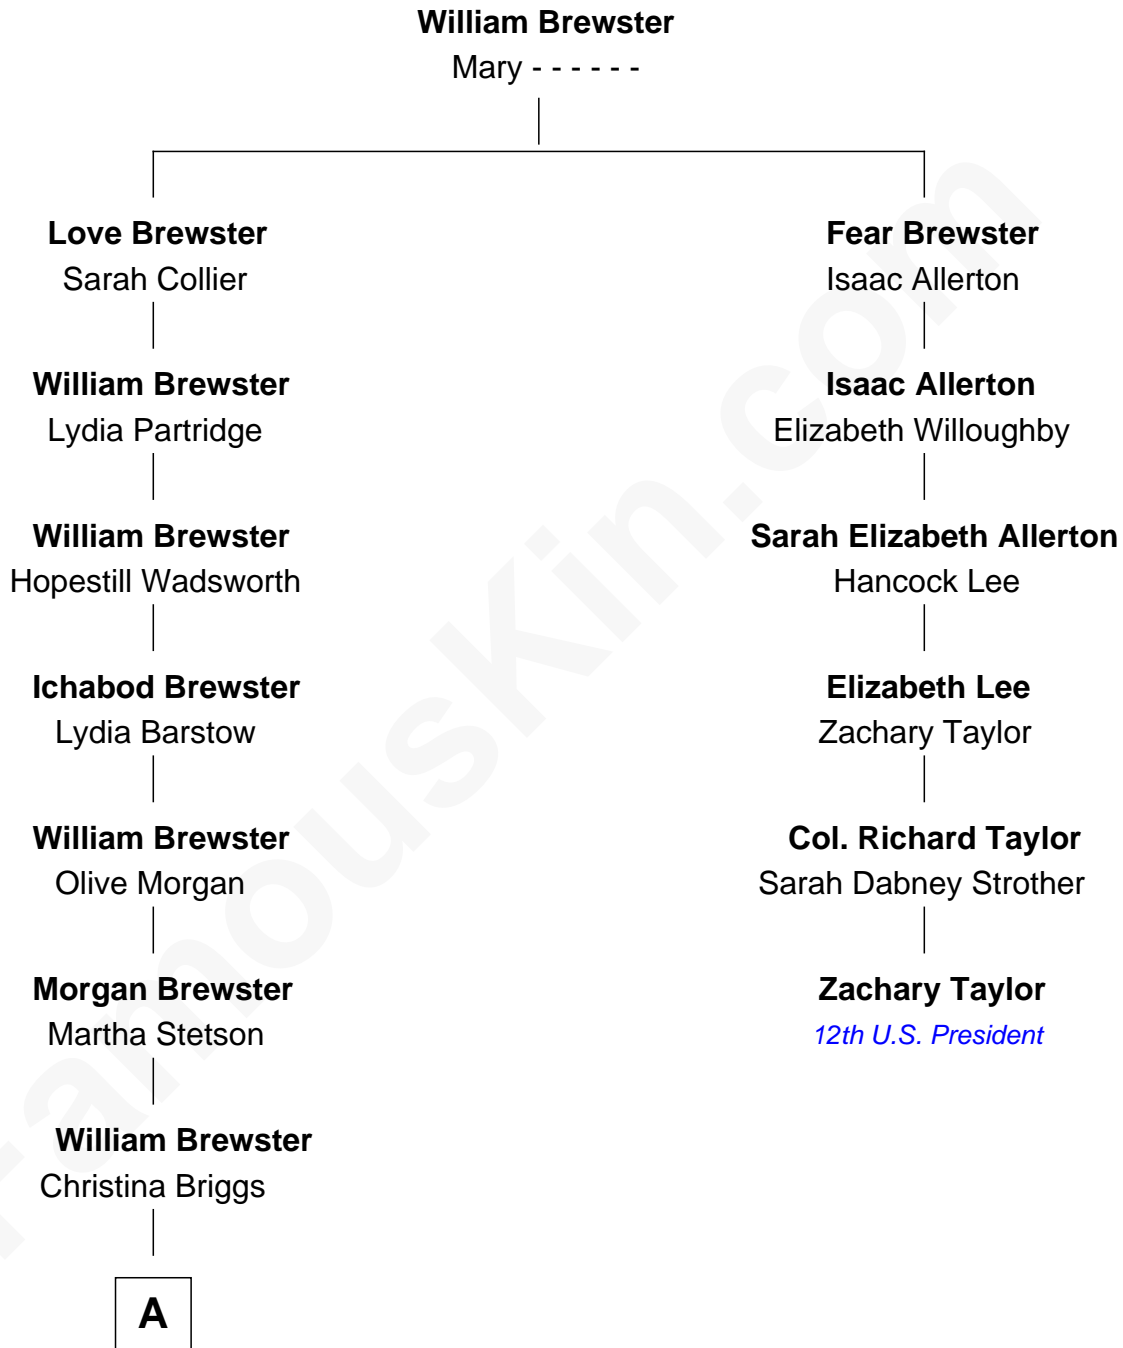 William Brewster
Mary - - - - - -
Love Brewster
Sarah Collier
William Brewster
Lydia Partridge
William Brewster
Hopestill Wadsworth
Ichabod Brewster
Lydia Barstow
William Brewster
Olive Morgan
Morgan Brewster
Martha Stetson
William Brewster
Christina Briggs
A
Fear Brewster
Isaac Allerton
Isaac Allerton
Elizabeth Willoughby
Sarah Elizabeth Allerton
Hancock Lee
Elizabeth Lee
Zachary Taylor
Col. Richard Taylor
Sarah Dabney Strother
Zachary Taylor
12th U.S. President
FamousKin.com